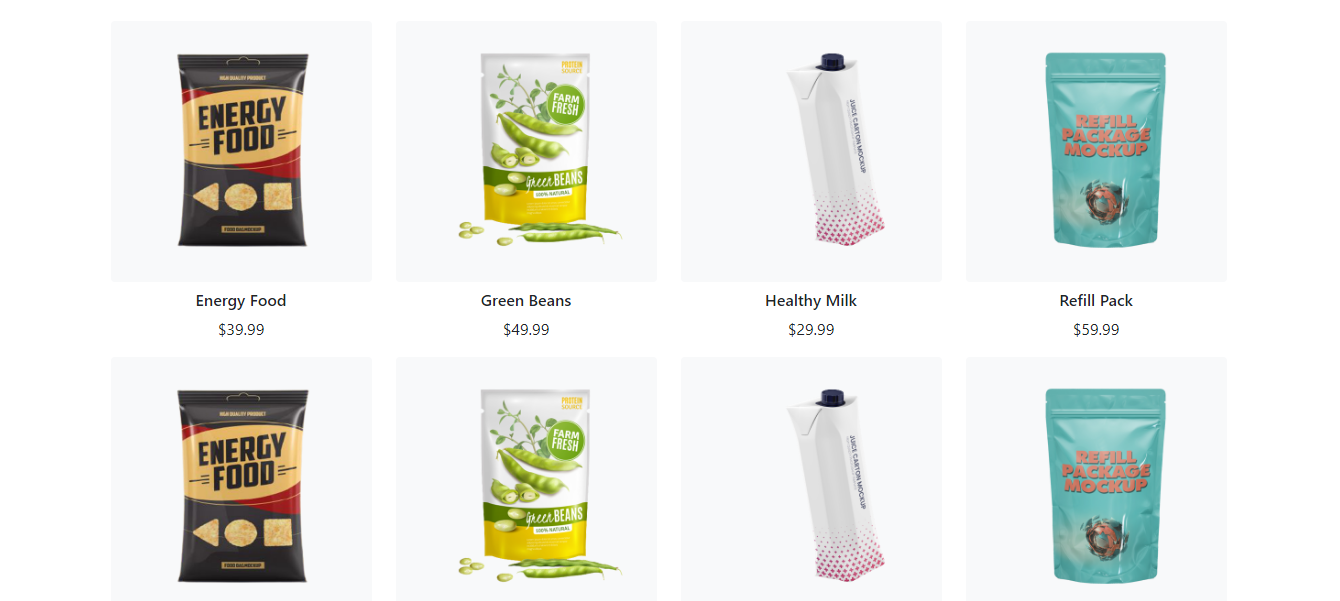 HIGH QUALITY PRODUCT
ENERGY
FOOD
FOOD BAG MOCKUP
PROTEIN
SOURCE
FARM
FRESH
Green BEANS
100% NATURAL
JUICE CARTON MOCKUP
REFILL
PACKAGE
MOCKUP
Energy Food
Green Beans
Healthy Milk
Refill Pack
$39.99
$49.99
$29.99
$59.99
HIGH QUALITY PRODUCT
ENERGY
FOOD
FOOD BAG MOCKUP
PROTEIN
SOURCE
FARM
FRESH
Green BEANS
100% NATURAL
JUICE CARTON MOCKUP
REFILL
PACKAGE
MOCKUP